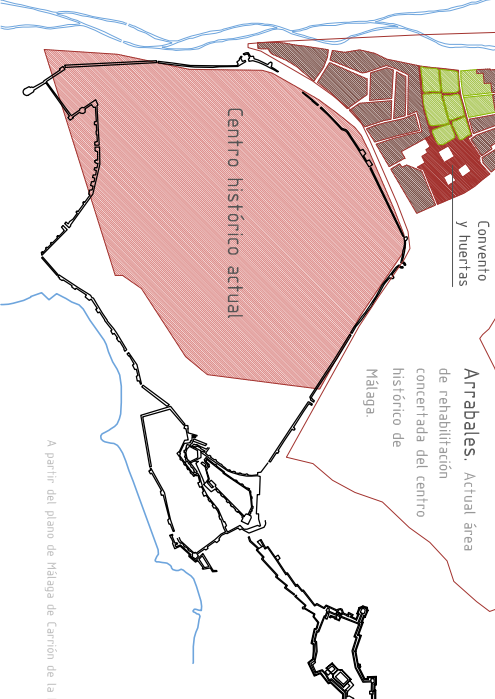 Convento
y huertas
Arrabales. Actual área
de rehabilitación
concertada del centro
histórico de
Málaga.
Centro histórico actual
A partir del plano de Málaga de Carrión de la